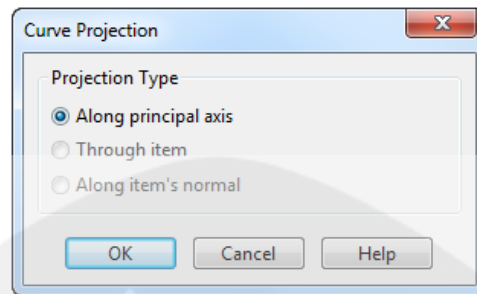 Curve Projection
Projection Type
Along principal axis
Through item
Along item's normal
OK Cancel Help